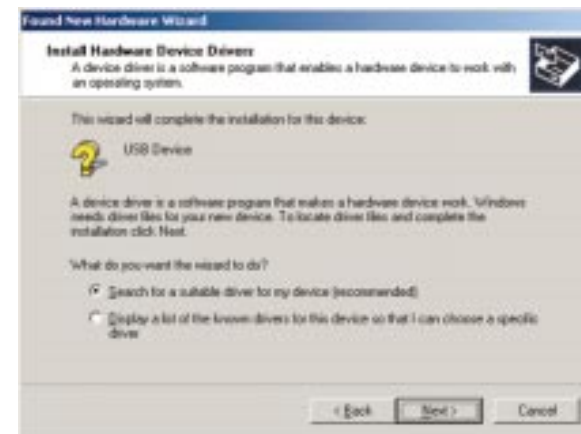 Found New Hardware Wizard
Install Hardware Device Drivers
A device driver is a software program that enables a hardware device to work with
an operating system.
This wizard will complete the installation for this device:
USB Device
A device driver is a software program that makes a hardware device work. Windows
needs driver files for your new device. To locate driver files and complete the
installation click Next.
What do you want the wizard to do?
Search for a suitable driver for my device (recommended)
Display a list of the known drivers for this device so that I can choose a specific
driver
< Back
Next >
Cancel